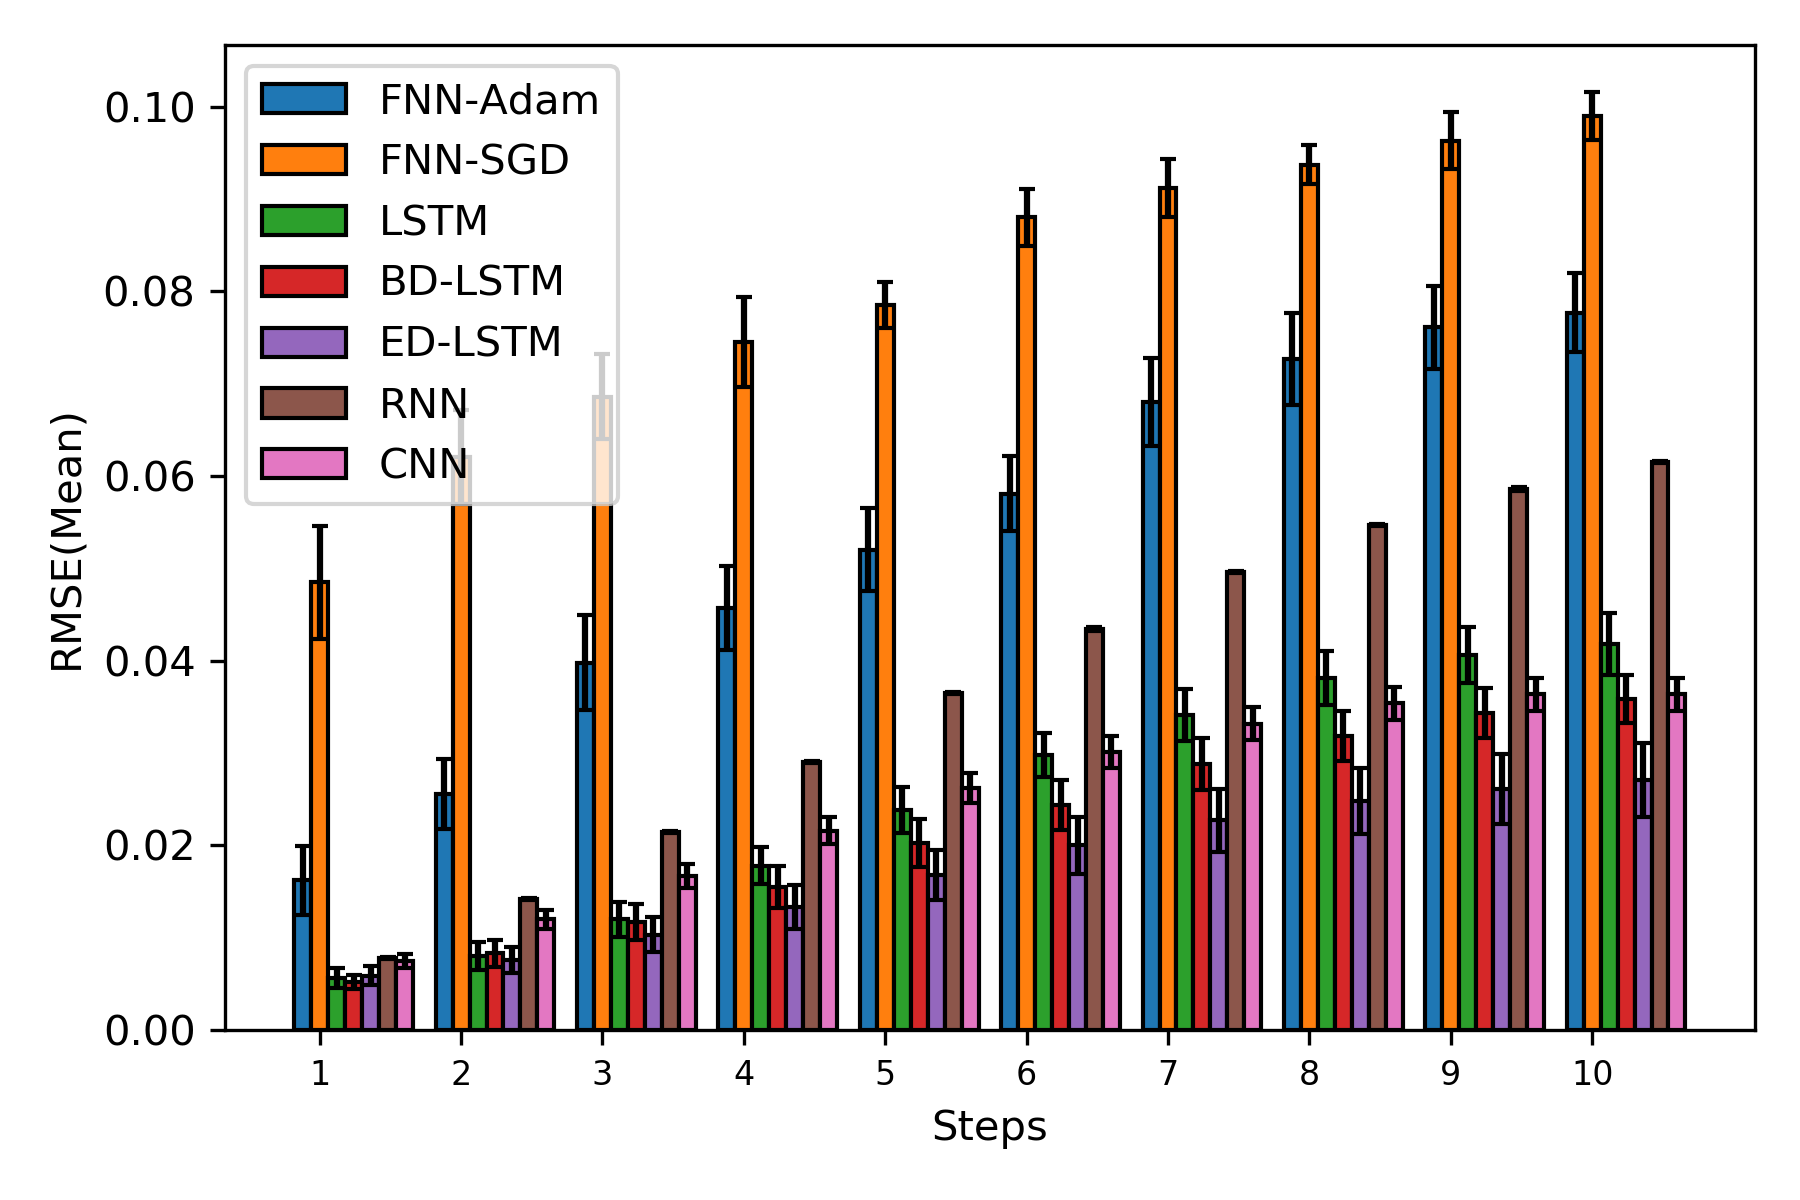 FNN-Adam
FNN-SGD
LSTM
BD-LSTM
ED-LSTM
RNN
CNN
RMSE(Mean)
0.10
0.08
0.06
0.04
0.02
0.00
1 2 3 4 5 6 7 8 9 10
Steps